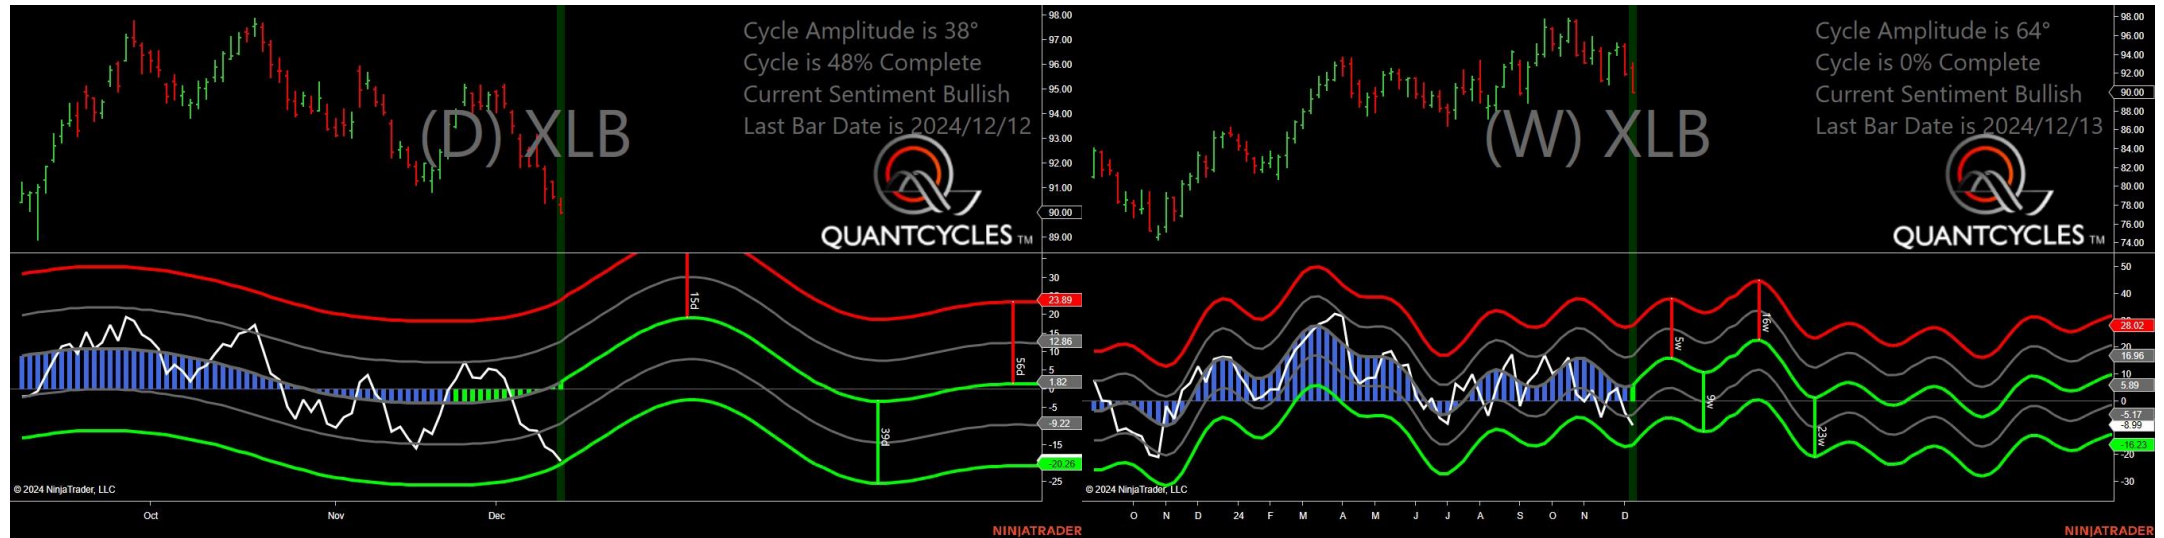 Cycle Amplitude is 38°
Cycle is 48% Complete
Current Sentiment Bullish
Last Bar Date is 2024/12/12
(D) XLB
QUANTCYCLES TM
98.00
97.00
96.00
95.00
94.00
93.00
92.00
91.00
90.00
89.00
30
23.89
20
15
12.86
10
5
1.82
-5
-9.22
-15
-20.26
-25
15d
39d
56d
© 2024 NinjaTrader, LLC
Oct Nov Dec
NINJATRADER
Cycle Amplitude is 64°
Cycle is 0% Complete
Current Sentiment Bullish
Last Bar Date is 2024/12/13
(W) XLB
QUANTCYCLES TM
98.00
96.00
94.00
92.00
90.00
88.00
86.00
84.00
82.00
80.00
78.00
76.00
74.00
50
40
28.02
20
16.96
10
5.89
0
-5.17
-8.99
-16.23
-20
-30
5w
9w
16w
23w
© 2024 NinjaTrader, LLC
O N D 24 F M A M J J A S O N D
NINJATRADER